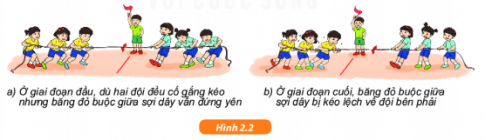 a) Ở giai đoạn đầu, dù hai đội đều cố gắng kéo
nhưng băng đỏ buộc giữa sợi dây vẫn đứng yên
b) Ở giai đoạn cuối, băng đỏ buộc giữa
sợi dây bị kéo lệch về đội bên phải
Hình 2.2